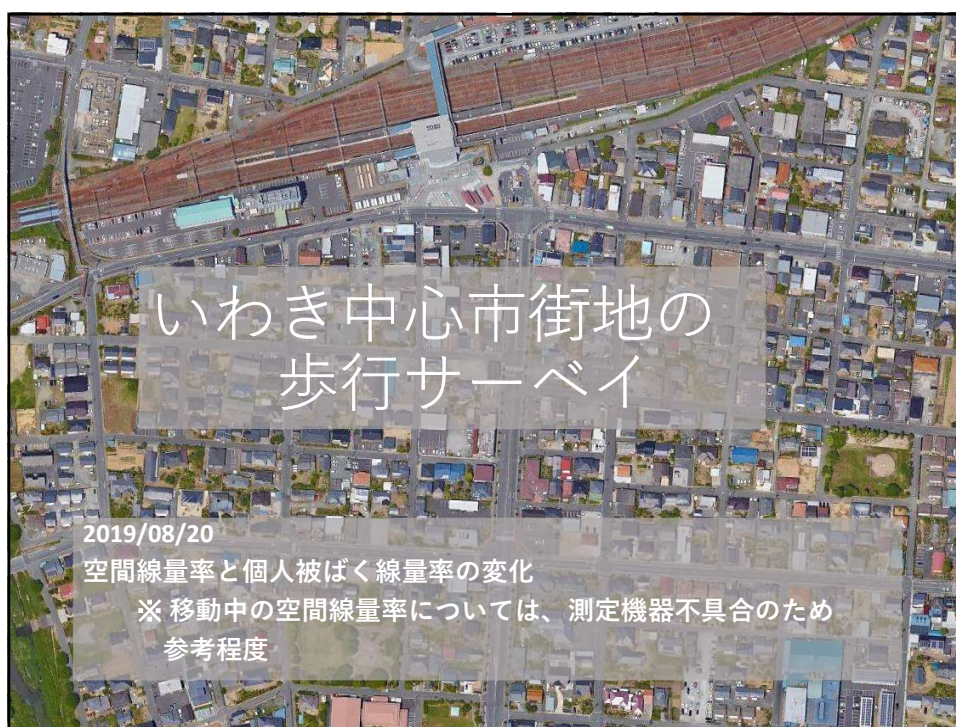 いわき中心市街地の
歩行サーベイ
2019/08/20
空間線量率と個人被ばく線量率の変化
※ 移動中の空間線量率については、測定機器不具合のため
参考程度